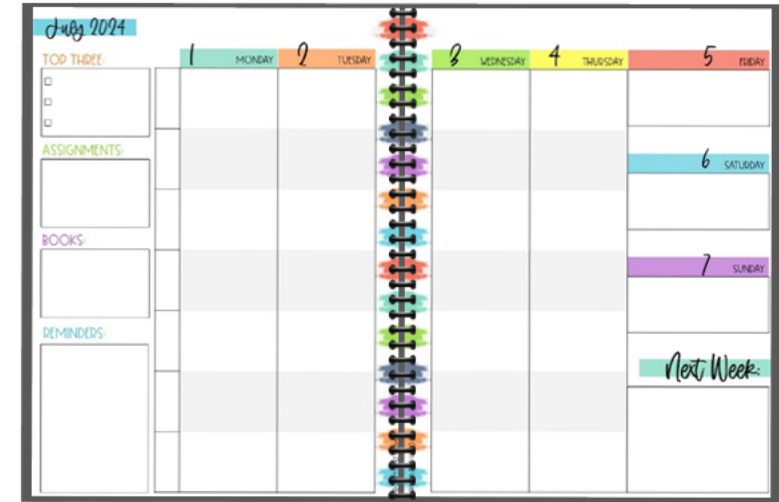 July 2024
TOP THREE:
ASSIGNMENTS:
BOOKS:
REMINDERS:
1 MONDAY
2 TUESDAY
3 WEDNESDAY
4 THURSDAY
5 FRIDAY
6 SATURDAY
7 SUNDAY
Next Week: